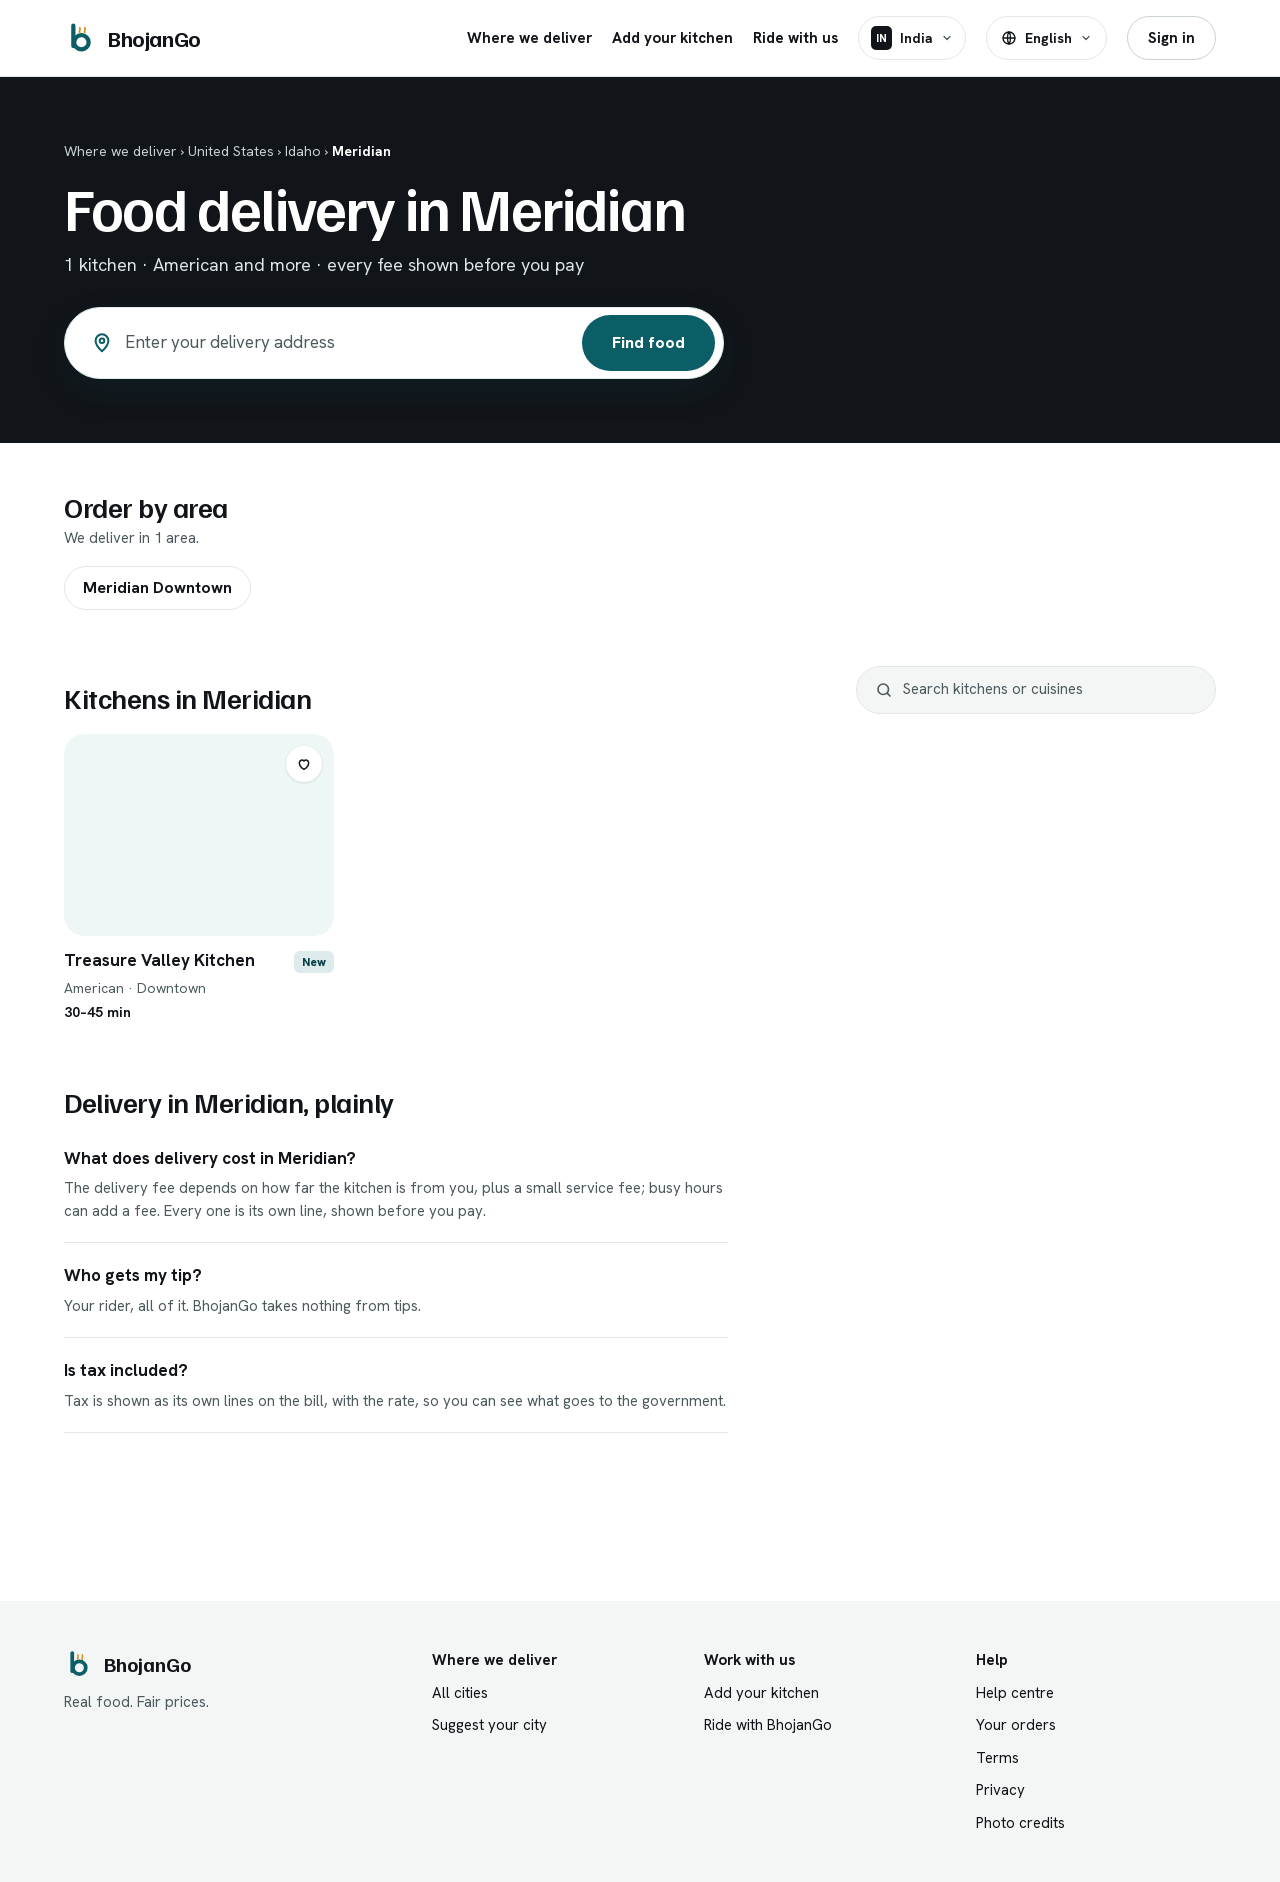 BhojanGo
Where we deliver
Add your kitchen
Ride with us
IN India
English
Sign in
Where we deliver › United States › Idaho › Meridian
Food delivery in Meridian
1 kitchen · American and more · every fee shown before you pay
Enter your delivery address
Find food
Order by area
We deliver in 1 area.
Meridian Downtown
Kitchens in Meridian
Search kitchens or cuisines
Treasure Valley Kitchen
New
American · Downtown
30–45 min
Delivery in Meridian, plainly
What does delivery cost in Meridian?
The delivery fee depends on how far the kitchen is from you, plus a small service fee; busy hours
can add a fee. Every one is its own line, shown before you pay.
Who gets my tip?
Your rider, all of it. BhojanGo takes nothing from tips.
Is tax included?
Tax is shown as its own lines on the bill, with the rate, so you can see what goes to the government.
BhojanGo
Real food. Fair prices.
Where we deliver
All cities
Suggest your city
Work with us
Add your kitchen
Ride with BhojanGo
Help
Help centre
Your orders
Terms
Privacy
Photo credits